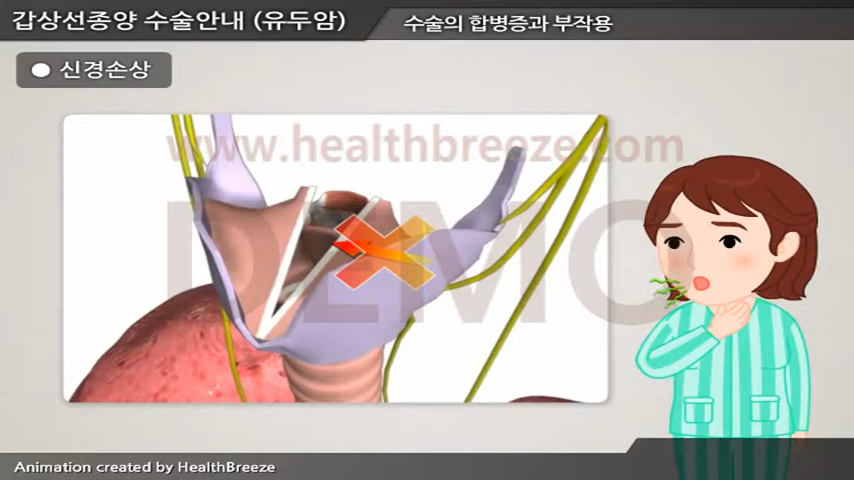 갑상선종양 수술안내 (유두암)
수술의 합병증과 부작용
신경손상
www.healthbreeze.com
DEMO
Animation created by HealthBreeze